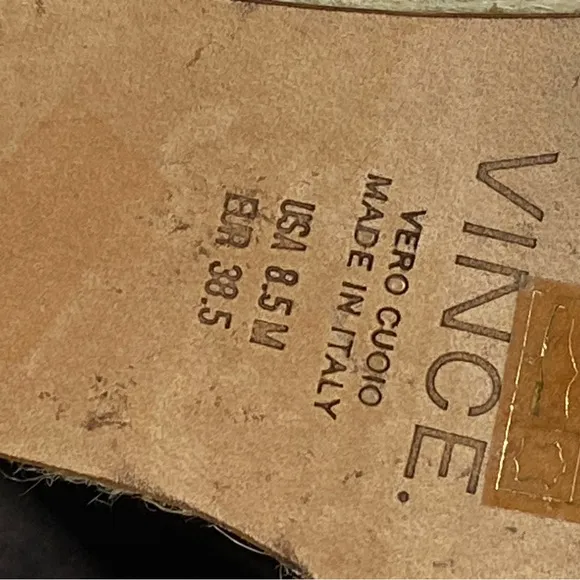 VINCE.
VERO CUOIO
MADE IN ITALY
USA 8.5 M
EUR 38.5